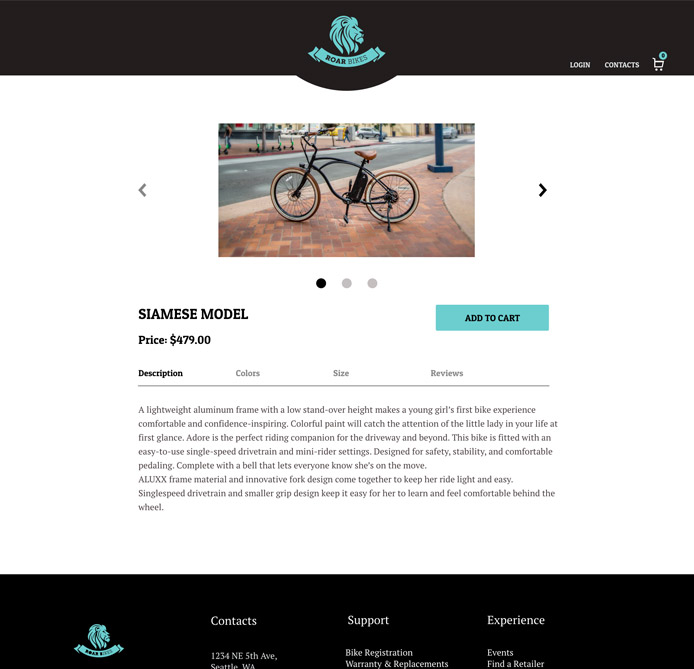 ROAR BIKES
0
LOGIN CONTACTS
SIAMESE MODEL
ADD TO CART
Price: $479.00
Description Colors Size Reviews
A lightweight aluminum frame with a low stand-over height makes a young girl's first bike experience
comfortable and confidence-inspiring. Colorful paint will catch the attention of the little lady in your life at
first glance. Adore is the perfect riding companion for the driveway and beyond. This bike is fitted with an
easy-to-use single-speed drivetrain and mini-rider settings. Designed for safety, stability, and comfortable
pedaling. Complete with a bell that lets everyone know she's on the move.
ALUXX frame material and innovative fork design come together to keep her ride light and easy.
Singlespeed drivetrain and smaller grip design keep it easy for her to learn and feel comfortable behind the
wheel.
ROAR BIKES
Contacts Support Experience
1234 NE 5th Ave, Bike Registration Events
Seattle, WA Warranty & Replacements Find a Retailer